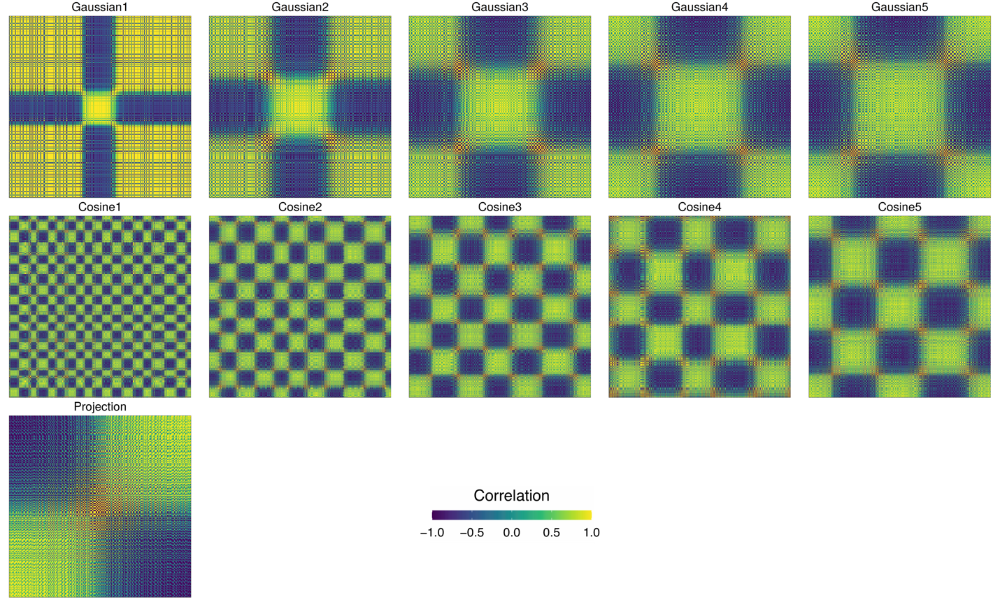 Gaussian1 Gaussian2 Gaussian3 Gaussian4 Gaussian5
Cosine1 Cosine2 Cosine3 Cosine4 Cosine5
Projection
Correlation
−1.0 −0.5 0.0 0.5 1.0